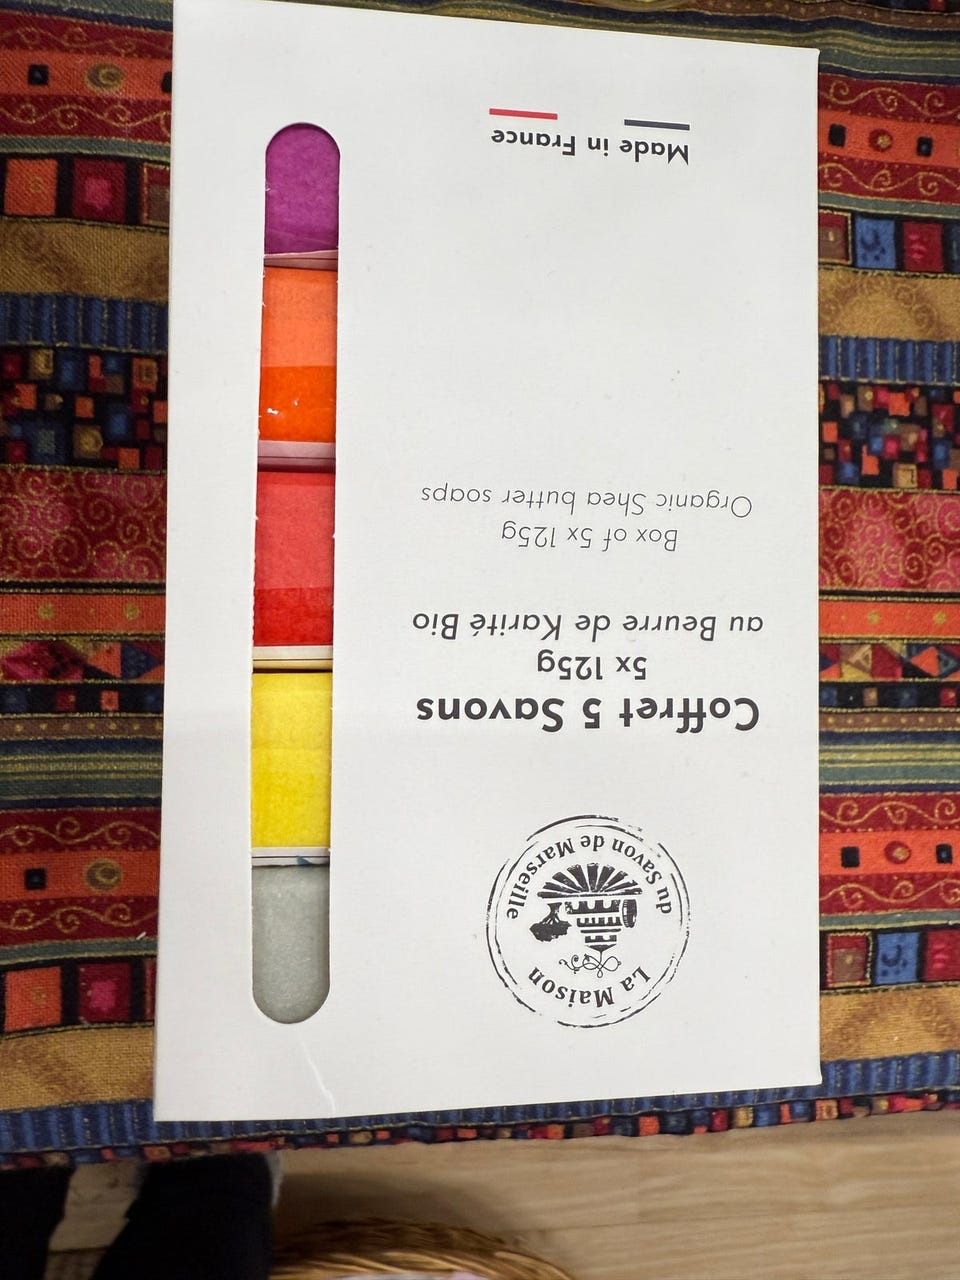 La Maison
du Savon de Marseille
Coffret 5 Savons
5x 125g
au Beurre de Karité Bio
Box of 5x 125g
Organic Shea butter soaps
Made in France